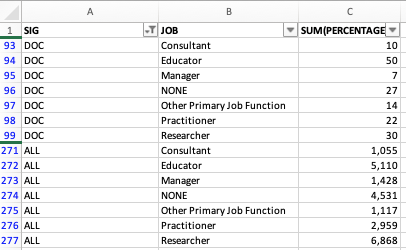 A B C
1 SIG JOB SUM(PERCENTAGE
93 DOC Consultant 10
94 DOC Educator 50
95 DOC Manager 7
96 DOC NONE 27
97 DOC Other Primary Job Function 14
98 DOC Practitioner 22
99 DOC Researcher 30
271 ALL Consultant 1,055
272 ALL Educator 5,110
273 ALL Manager 1,428
274 ALL NONE 4,531
275 ALL Other Primary Job Function 1,117
276 ALL Practitioner 2,959
277 ALL Researcher 6,868